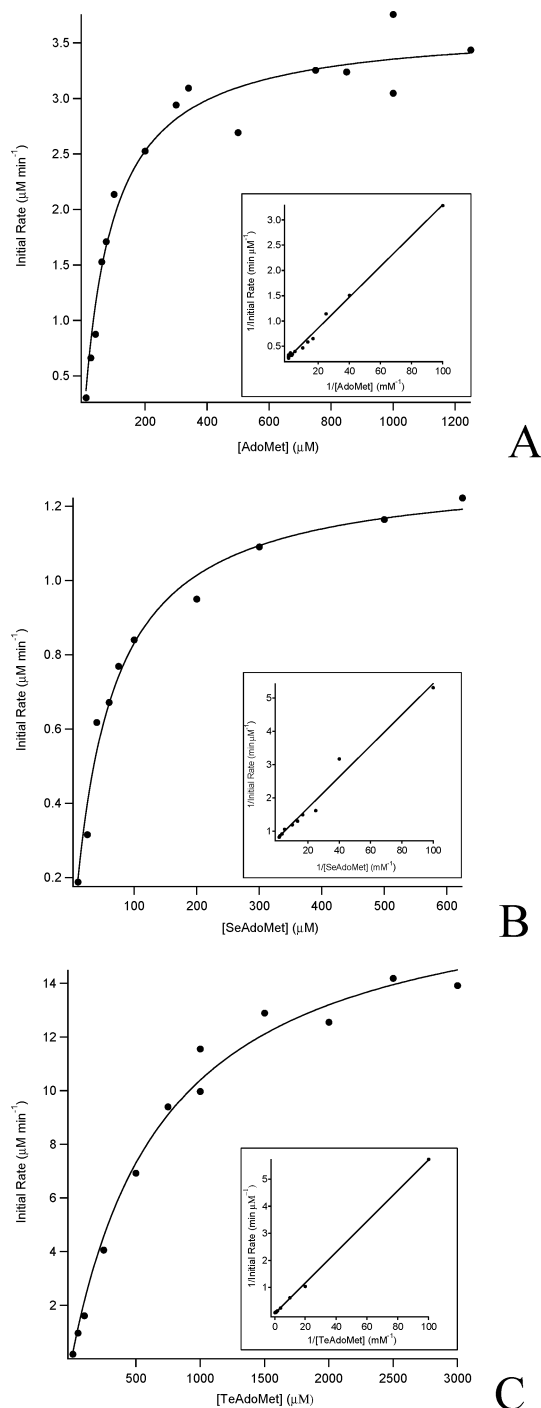 3.5
3.0
2.5
2.0
1.5
1.0
0.5
Initial Rate (μM min⁻¹)
200 400 600 800 1000 1200
[AdoMet] (μM)
3.0
2.5
2.0
1.5
1.0
0.5
1/Initial Rate (min μM⁻¹)
20 40 60 80 100
1/[AdoMet] (mM⁻¹)
A
1.2
1.0
0.8
0.6
0.4
0.2
Initial Rate (μM min⁻¹)
100 200 300 400 500 600
[SeAdoMet] (μM)
5
4
3
2
1
1/Initial Rate (minμM⁻¹)
20 40 60 80 100
1/[SeAdoMet] (mM⁻¹)
B
14
12
10
8
6
4
2
Initial Rate (μM min⁻¹)
500 1000 1500 2000 2500 3000
[TeAdoMet] (μM)
5
4
3
2
1
1/Initial Rate (min μM⁻¹)
0 20 40 60 80 100
1/[TeAdoMet] (mM⁻¹)
C